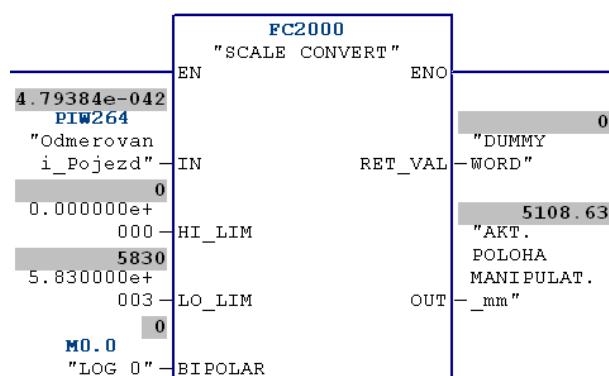 FC2000
"SCALE CONVERT"
EN ENO
4.79384e-042
PIW264
"Odmerovan
i_Pojezd"
IN
0
0.000000e+
000
HI_LIM
5830
5.830000e+
003
LO_LIM
0
M0.0
"LOG 0"
BIPOLAR
0
"DUMMY
RET_VAL WORD"
5108.63
"AKT.
POLOHA
MANIPULAT.
OUT _mm"